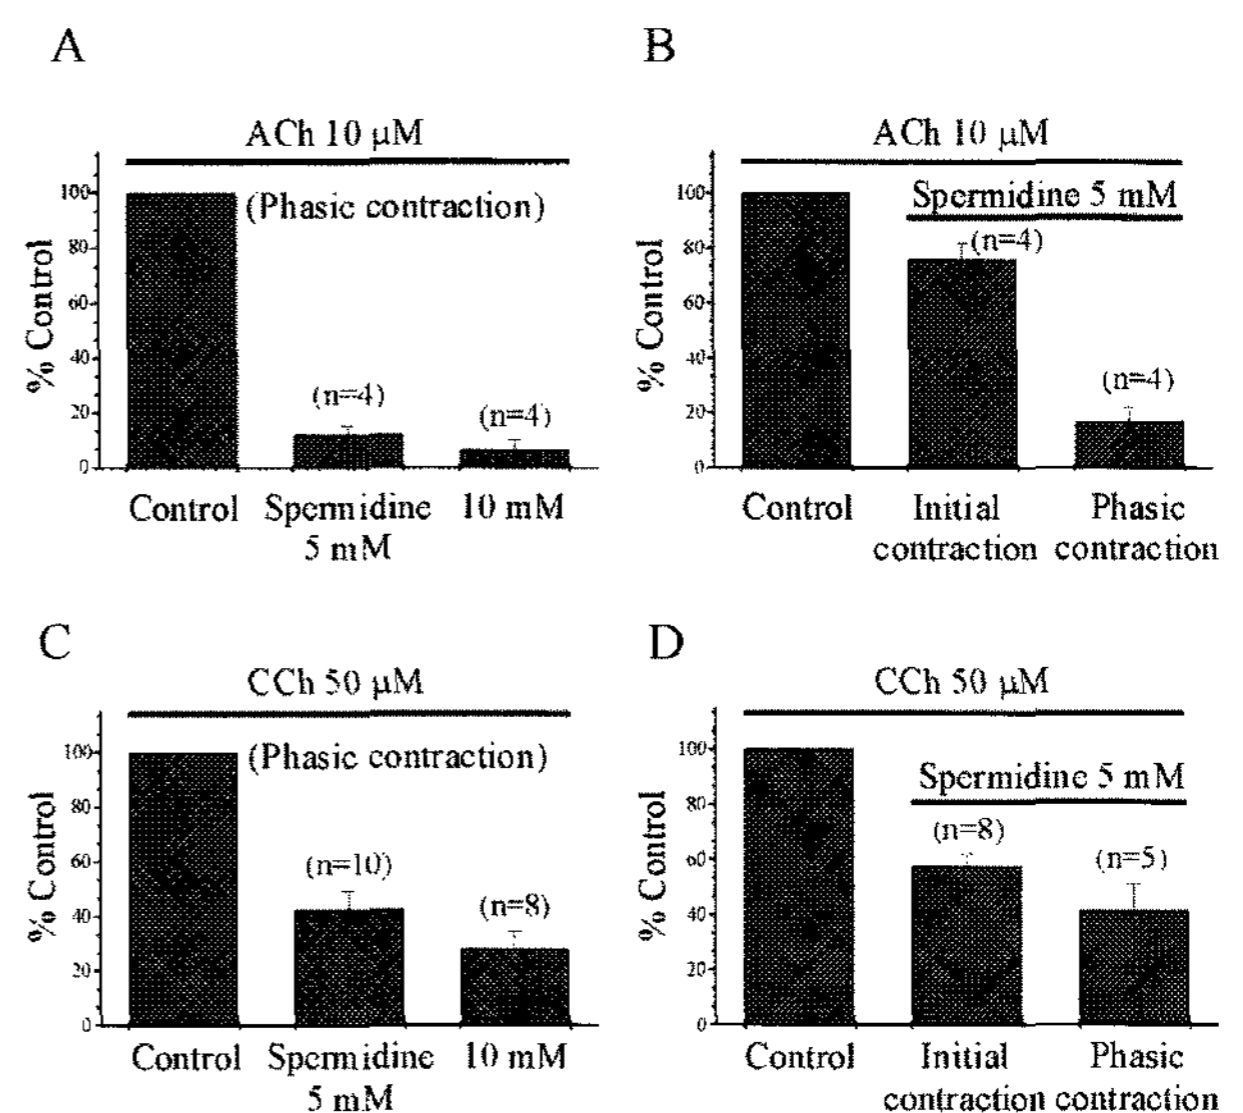 A
ACh 10 μM
(Phasic contraction)
% Control
100
80
60
40
20
0
(n=4)
(n=4)
Control
Spermidine
5 mM
10 mM
B
ACh 10 μM
Spermidine 5 mM
% Control
100
80
60
40
20
0
(n=4)
(n=4)
Control
Initial
contraction
Phasic
contraction
C
CCh 50 μM
(Phasic contraction)
% Control
100
80
60
40
20
0
(n=10)
(n=8)
Control
Spermidine
5 mM
10 mM
D
CCh 50 μM
Spermidine 5 mM
% Control
100
80
60
40
20
0
(n=8)
(n=5)
Control
Initial
contraction
Phasic
contraction